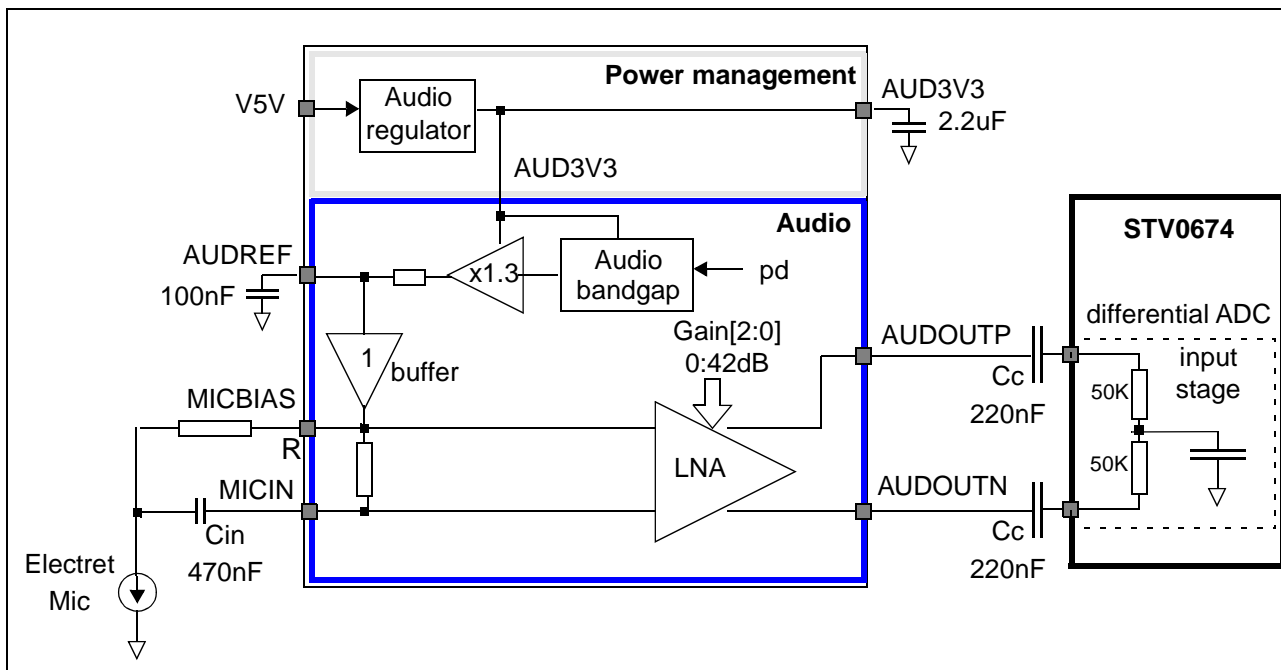 Power management
V5V
Audio
regulator
AUD3V3
2.2uF
AUD3V3
Audio
STV0674
AUDREF
100nF
x1.3
Audio
bandgap
pd
differential ADC
Gain[2:0]
0:42dB
AUDOUTP
input
stage
1
buffer
Cc
220nF
50K
MICBIAS
R
LNA
50K
MICIN
AUDOUTN
Cin
470nF
Cc
220nF
Electret
Mic